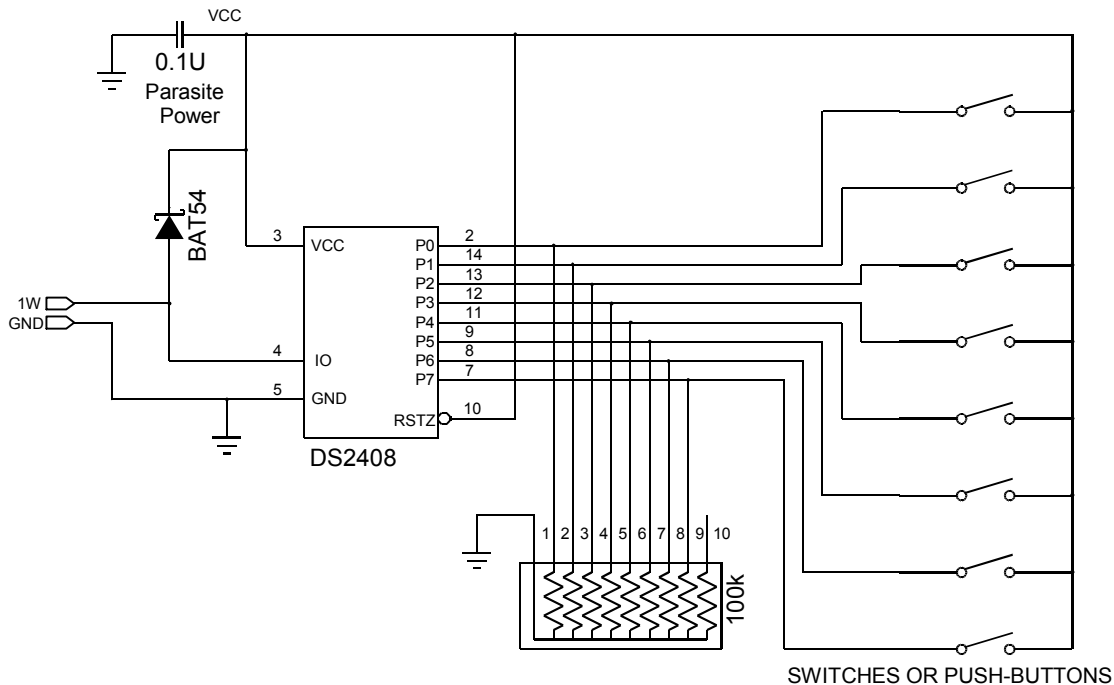 VCC
0.1U
Parasite
Power
BAT54
3 VCC P0 2
P1 14
P2 13
P3 12
1W
P4 11
GND
P5 9
4 IO P6 8
P7 7
5 GND
RSTZ 10
DS2408
1 2 3 4 5 6 7 8 9 10
100k
SWITCHES OR PUSH-BUTTONS